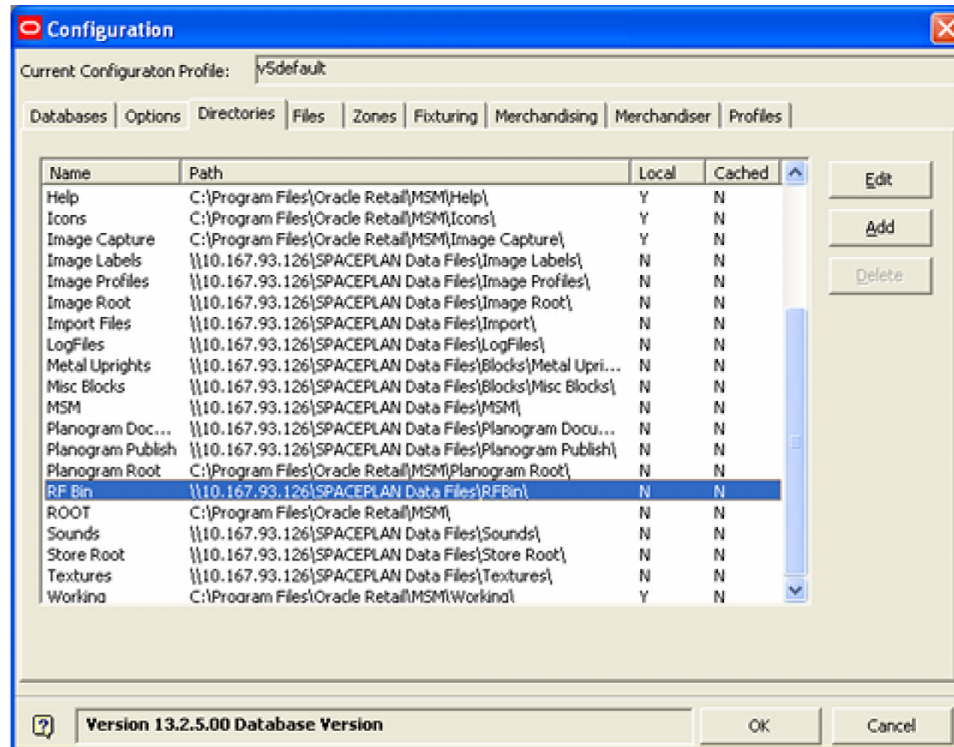 Configuration
Current Configuraton Profile: v5default
Databases Options Directories Files Zones Fixturing Merchandising Merchandiser Profiles
Name Path Local Cached
Help C:\Program Files\Oracle Retail\MSM\Help\ Y N
Icons C:\Program Files\Oracle Retail\MSM\Icons\ Y N
Image Capture C:\Program Files\Oracle Retail\MSM\Image Capture\ Y N
Image Labels \\10.167.93.126\SPACEPLAN Data Files\Image Labels\ N N
Image Profiles \\10.167.93.126\SPACEPLAN Data Files\Image Profiles\ N N
Image Root \\10.167.93.126\SPACEPLAN Data Files\Image Root\ N N
Import Files \\10.167.93.126\SPACEPLAN Data Files\Import\ N N
LogFiles \\10.167.93.126\SPACEPLAN Data Files\LogFiles\ N N
Metal Uprights \\10.167.93.126\SPACEPLAN Data Files\Blocks\Metal Upri... N N
Misc Blocks \\10.167.93.126\SPACEPLAN Data Files\Blocks\Misc Blocks\ N N
MSM \\10.167.93.126\SPACEPLAN Data Files\MSM\ N N
Planogram Doc... \\10.167.93.126\SPACEPLAN Data Files\Planogram Docu... N N
Planogram Publish \\10.167.93.126\SPACEPLAN Data Files\Planogram Publish\ N N
Planogram Root C:\Program Files\Oracle Retail\MSM\Planogram Root\ N N
RF Bin \\10.167.93.126\SPACEPLAN Data Files\RFBin\ N N
ROOT C:\Program Files\Oracle Retail\MSM\ N N
Sounds \\10.167.93.126\SPACEPLAN Data Files\Sounds\ N N
Store Root \\10.167.93.126\SPACEPLAN Data Files\Store Root\ N N
Textures \\10.167.93.126\SPACEPLAN Data Files\Textures\ N N
Working C:\Program Files\Oracle Retail\MSM\Working\ Y N
Edit
Add
Delete
Version 13.2.5.00 Database Version
OK Cancel